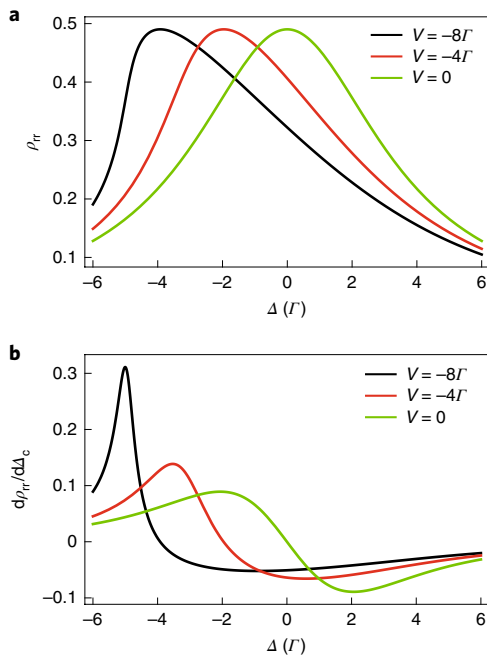 a
0.5
0.4
0.3
0.2
0.1
ρrr
V = −8Γ
V = −4Γ
V = 0
−6 −4 −2 0 2 4 6
Δ (Γ)
b
0.3
0.2
0.1
0
−0.1
dρrr/dΔc
V = −8Γ
V = −4Γ
V = 0
−6 −4 −2 0 2 4 6
Δ (Γ)